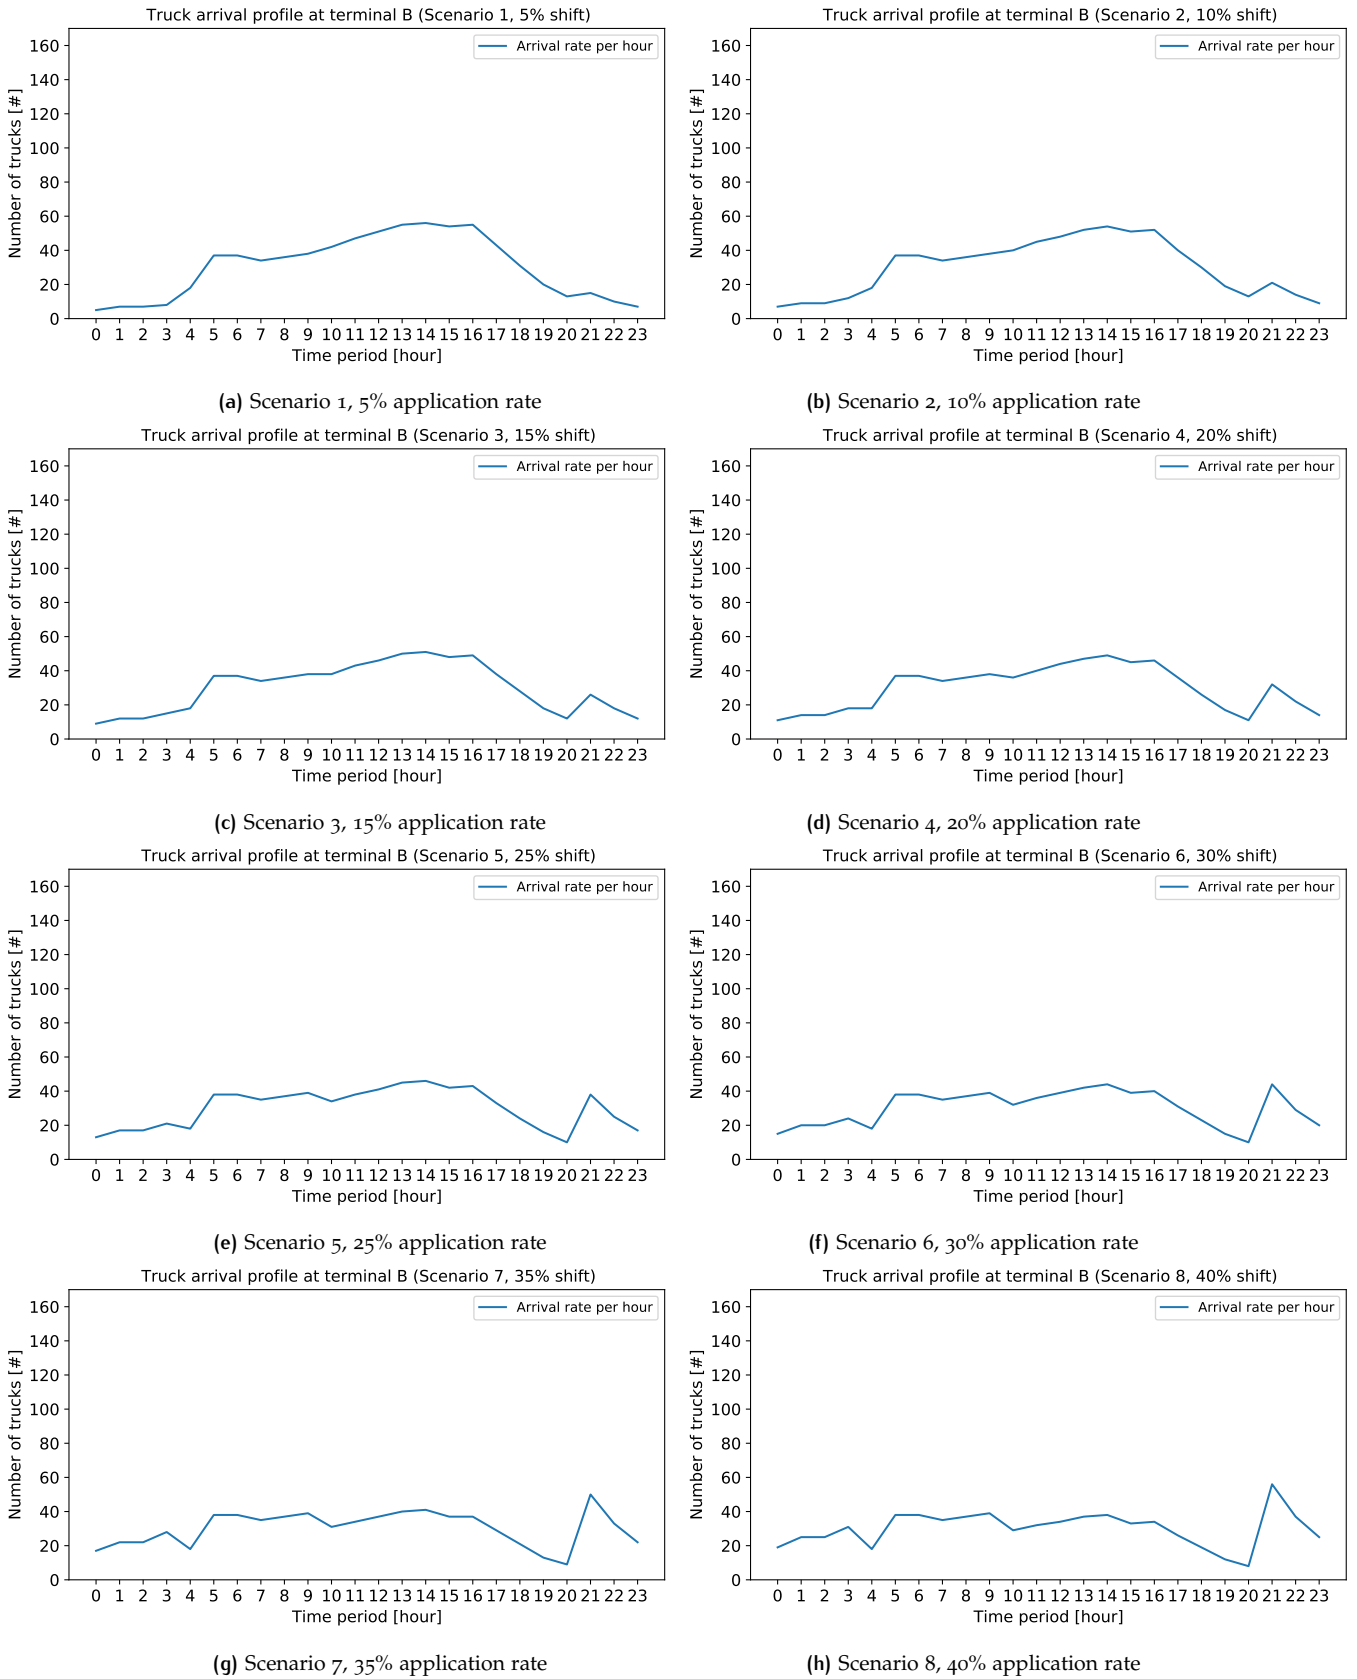 Truck arrival profile at terminal B (Scenario 1, 5% shift)
Arrival rate per hour
Number of trucks [#]
160
140
120
100
80
60
40
20
0
0 1 2 3 4 5 6 7 8 9 10 11 12 13 14 15 16 17 18 19 20 21 22 23
Time period [hour]
(a) Scenario 1, 5% application rate
Truck arrival profile at terminal B (Scenario 2, 10% shift)
Arrival rate per hour
Number of trucks [#]
160
140
120
100
80
60
40
20
0
0 1 2 3 4 5 6 7 8 9 10 11 12 13 14 15 16 17 18 19 20 21 22 23
Time period [hour]
(b) Scenario 2, 10% application rate
Truck arrival profile at terminal B (Scenario 3, 15% shift)
Arrival rate per hour
Number of trucks [#]
160
140
120
100
80
60
40
20
0
0 1 2 3 4 5 6 7 8 9 10 11 12 13 14 15 16 17 18 19 20 21 22 23
Time period [hour]
(c) Scenario 3, 15% application rate
Truck arrival profile at terminal B (Scenario 4, 20% shift)
Arrival rate per hour
Number of trucks [#]
160
140
120
100
80
60
40
20
0
0 1 2 3 4 5 6 7 8 9 10 11 12 13 14 15 16 17 18 19 20 21 22 23
Time period [hour]
(d) Scenario 4, 20% application rate
Truck arrival profile at terminal B (Scenario 5, 25% shift)
Arrival rate per hour
Number of trucks [#]
160
140
120
100
80
60
40
20
0
0 1 2 3 4 5 6 7 8 9 10 11 12 13 14 15 16 17 18 19 20 21 22 23
Time period [hour]
(e) Scenario 5, 25% application rate
Truck arrival profile at terminal B (Scenario 6, 30% shift)
Arrival rate per hour
Number of trucks [#]
160
140
120
100
80
60
40
20
0
0 1 2 3 4 5 6 7 8 9 10 11 12 13 14 15 16 17 18 19 20 21 22 23
Time period [hour]
(f) Scenario 6, 30% application rate
Truck arrival profile at terminal B (Scenario 7, 35% shift)
Arrival rate per hour
Number of trucks [#]
160
140
120
100
80
60
40
20
0
0 1 2 3 4 5 6 7 8 9 10 11 12 13 14 15 16 17 18 19 20 21 22 23
Time period [hour]
(g) Scenario 7, 35% application rate
Truck arrival profile at terminal B (Scenario 8, 40% shift)
Arrival rate per hour
Number of trucks [#]
160
140
120
100
80
60
40
20
0
0 1 2 3 4 5 6 7 8 9 10 11 12 13 14 15 16 17 18 19 20 21 22 23
Time period [hour]
(h) Scenario 8, 40% application rate